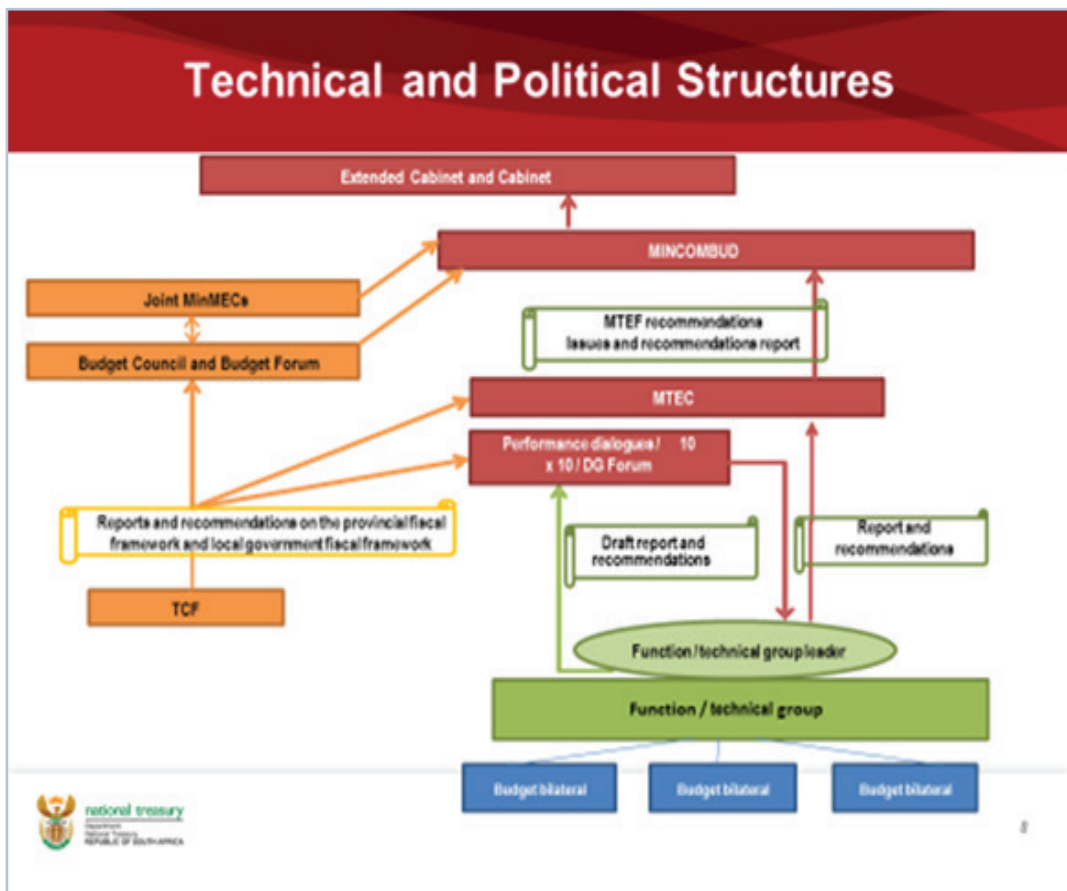 Technical and Political Structures
Extended Cabinet and Cabinet
MINCOMBUD
Joint MinMECs
MTEF recommendations
Issues and recommendations report
Budget Council and Budget Forum
MTEC
Performance dialogues / 10
x 10 / DG Forum
Reports and recommendations on the provincial fiscal
framework and local government fiscal framework
Draft report and
recommendations
Report and
recommendations
TCF
Function / technical group leader
Function / technical group
Budget bilateral
Budget bilateral
Budget bilateral
national treasury
Department
National Treasury
REPUBLIC OF SOUTH AFRICA